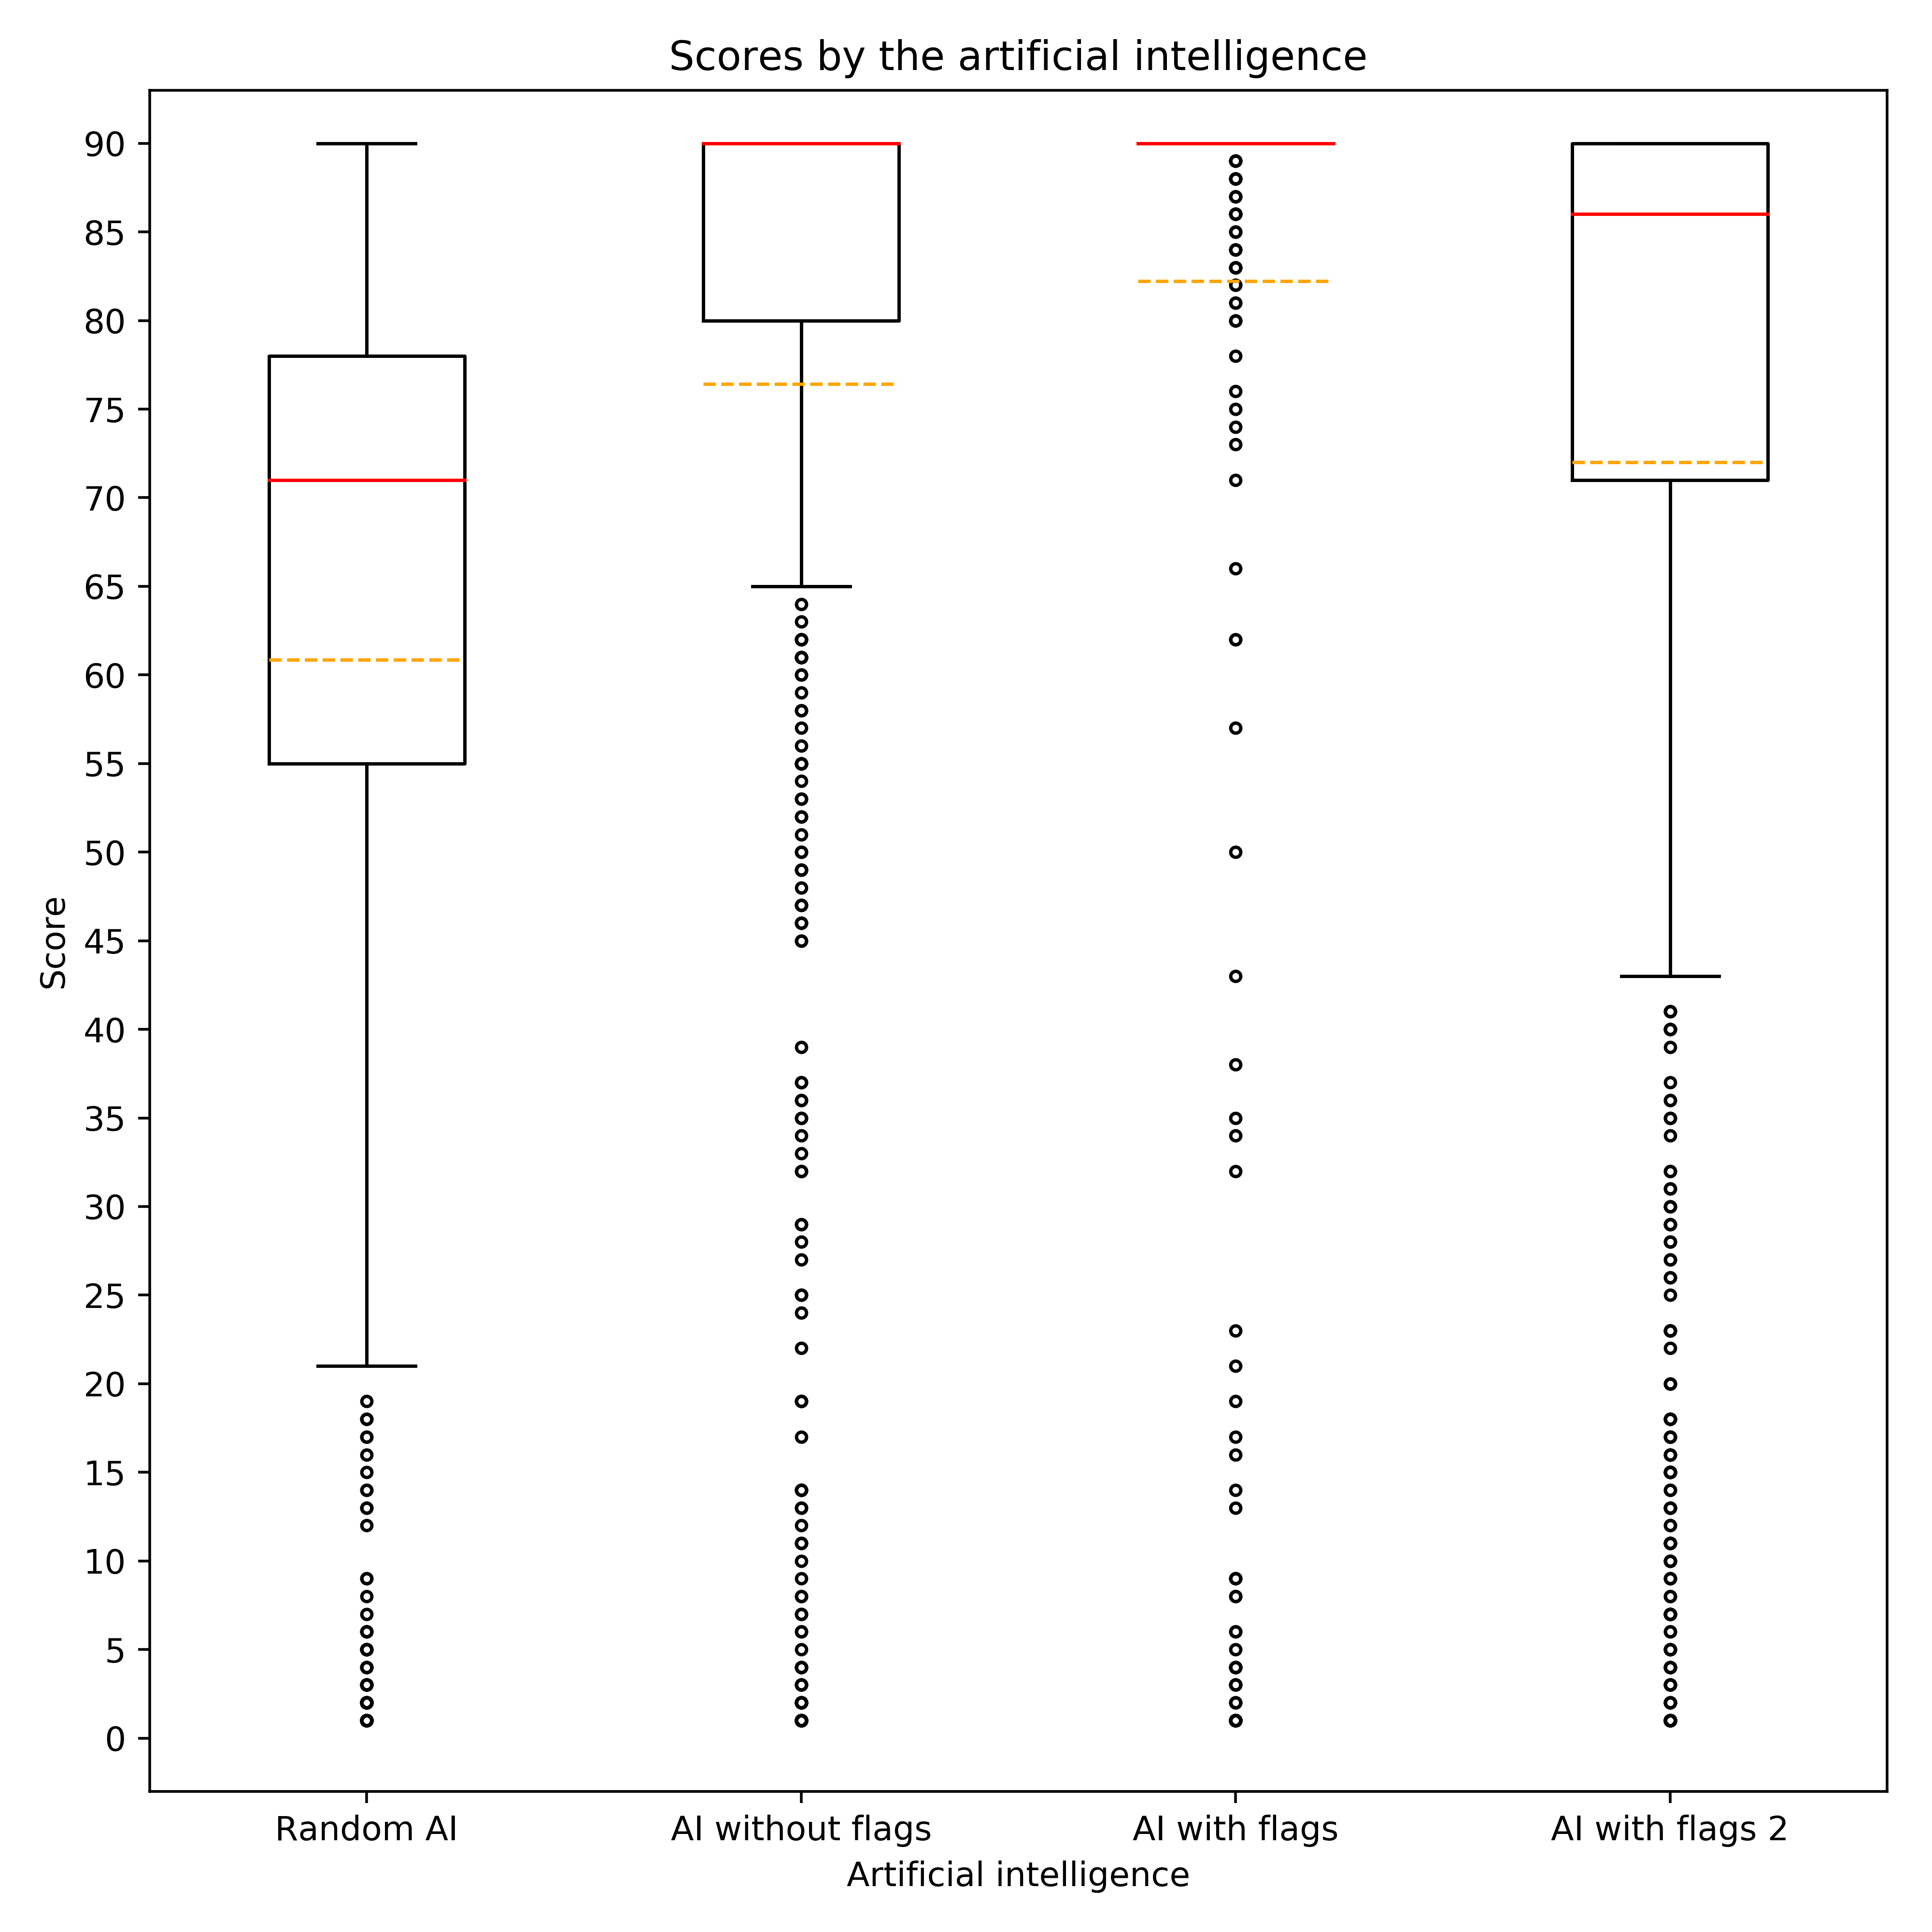 Scores by the artificial intelligence
90
85
80
75
70
65
60
55
50
45
40
35
30
25
20
15
10
5
0
Score
Random AI
AI without flags
AI with flags
AI with flags 2
Artificial intelligence